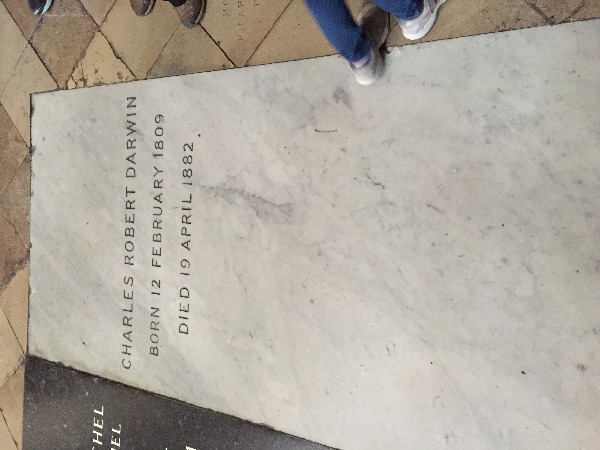 CHARLES ROBERT DARWIN
BORN 12 FEBRUARY 1809
DIED 19 APRIL 1882